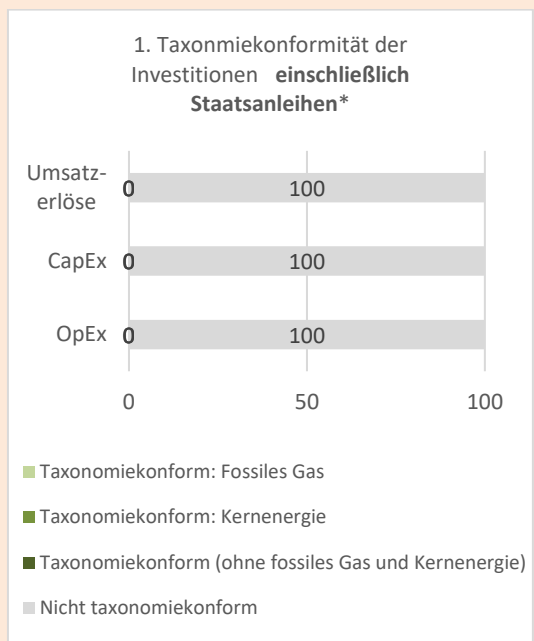 1. Taxonmiekonformität der
Investitionen einschließlich
Staatsanleihen*
Umsatz-
erlöse
0 100
CapEx 0 100
OpEx 0 100
0 50 100
Taxonomiekonform: Fossiles Gas
Taxonomiekonform: Kernenergie
Taxonomiekonform (ohne fossiles Gas und Kernenergie)
Nicht taxonomiekonform